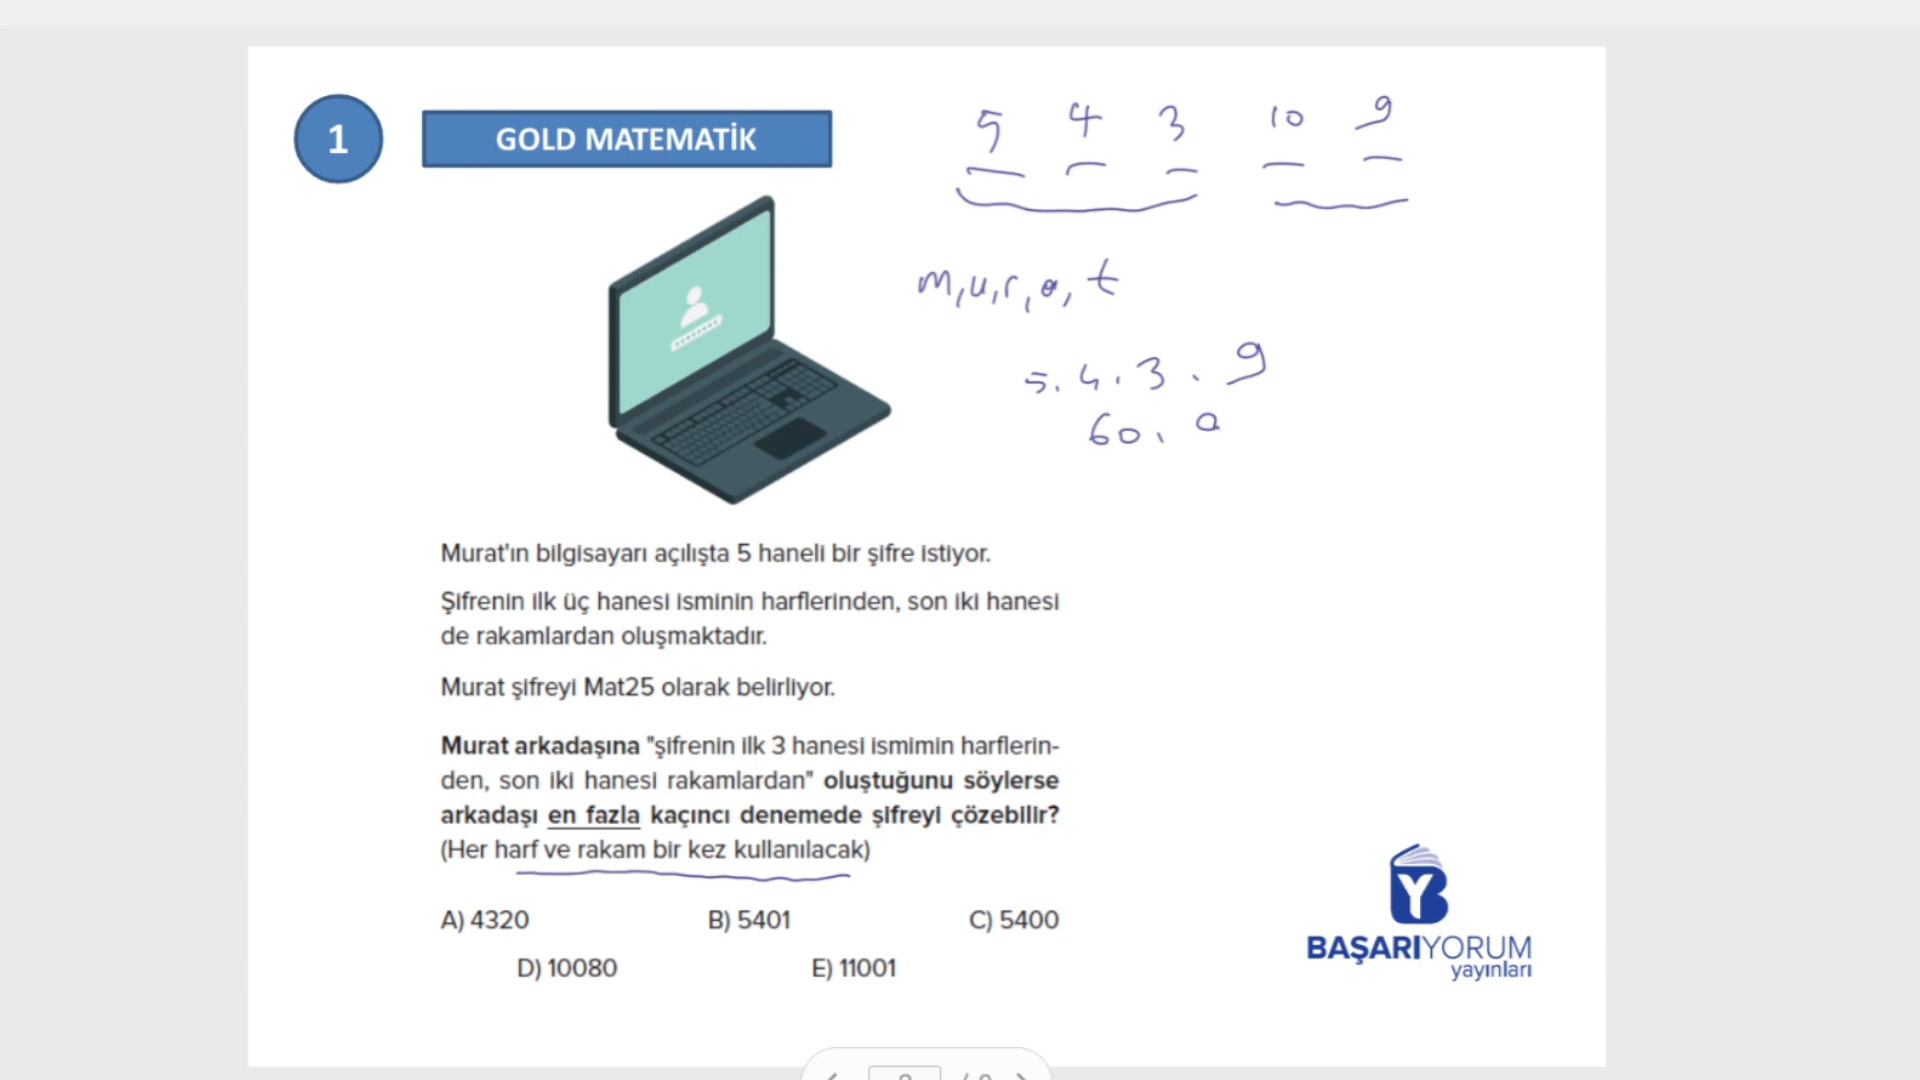 1
GOLD MATEMATİK
5 4 3 10 9
m, u, r, a, t
5. 4. 3. 9
60. 9
Murat'ın bilgisayarı açılışta 5 haneli bir şifre istiyor.
Şifrenin ilk üç hanesi isminin harflerinden, son iki hanesi
de rakamlardan oluşmaktadır.
Murat şifreyi Mat25 olarak belirliyor.
Murat arkadaşına "şifrenin ilk 3 hanesi ismimin harflerin-
den, son iki hanesi rakamlardan" oluştuğunu söylerse
arkadaşı en fazla kaçıncı denemede şifreyi çözebilir?
(Her harf ve rakam bir kez kullanılacak)
A) 4320 B) 5401 C) 5400
D) 10080 E) 11001
BAŞARIYORUM
yayınları